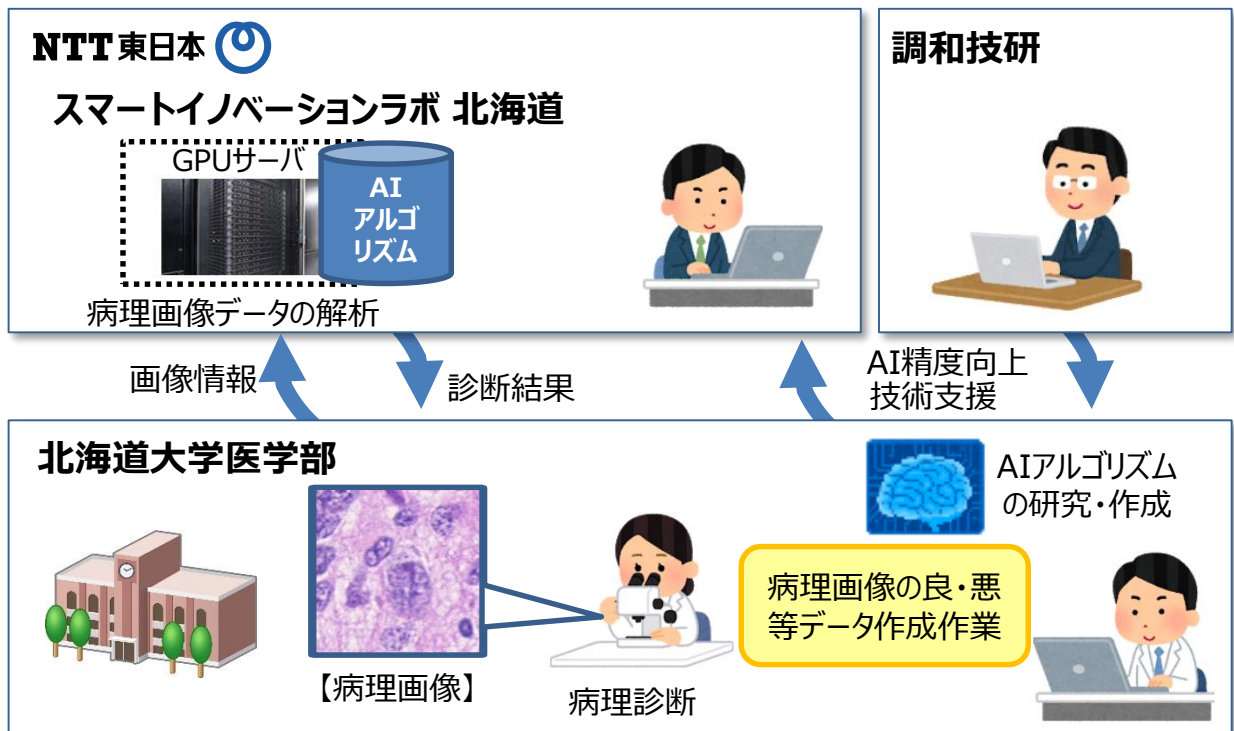 NTT東日本
スマートイノベーションラボ 北海道
GPUサーバ
AI
アルゴ
リズム
病理画像データの解析
調和技研
画像情報
診断結果
AI精度向上
技術支援
北海道大学医学部
AIアルゴリズム
の研究・作成
病理画像の良・悪
等データ作成作業
【病理画像】
病理診断